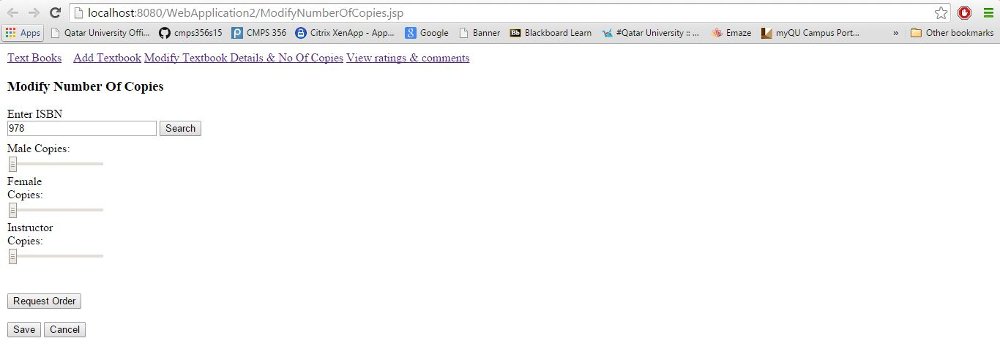 localhost:8080/WebApplication2/ModifyNumberOfCopies.jsp
Apps Qatar University Offi... cmps356s15 CMPS 356 Citrix XenApp - App... Google Banner Bb Blackboard Learn #Qatar University :: ... Emaze myQU Campus Port... » Other bookmarks
Text Books Add Textbook Modify Textbook Details & No Of Copies View ratings & comments
Modify Number Of Copies
Enter ISBN
978 Search
Male Copies:
Female
Copies:
Instructor
Copies:
Request Order
Save Cancel